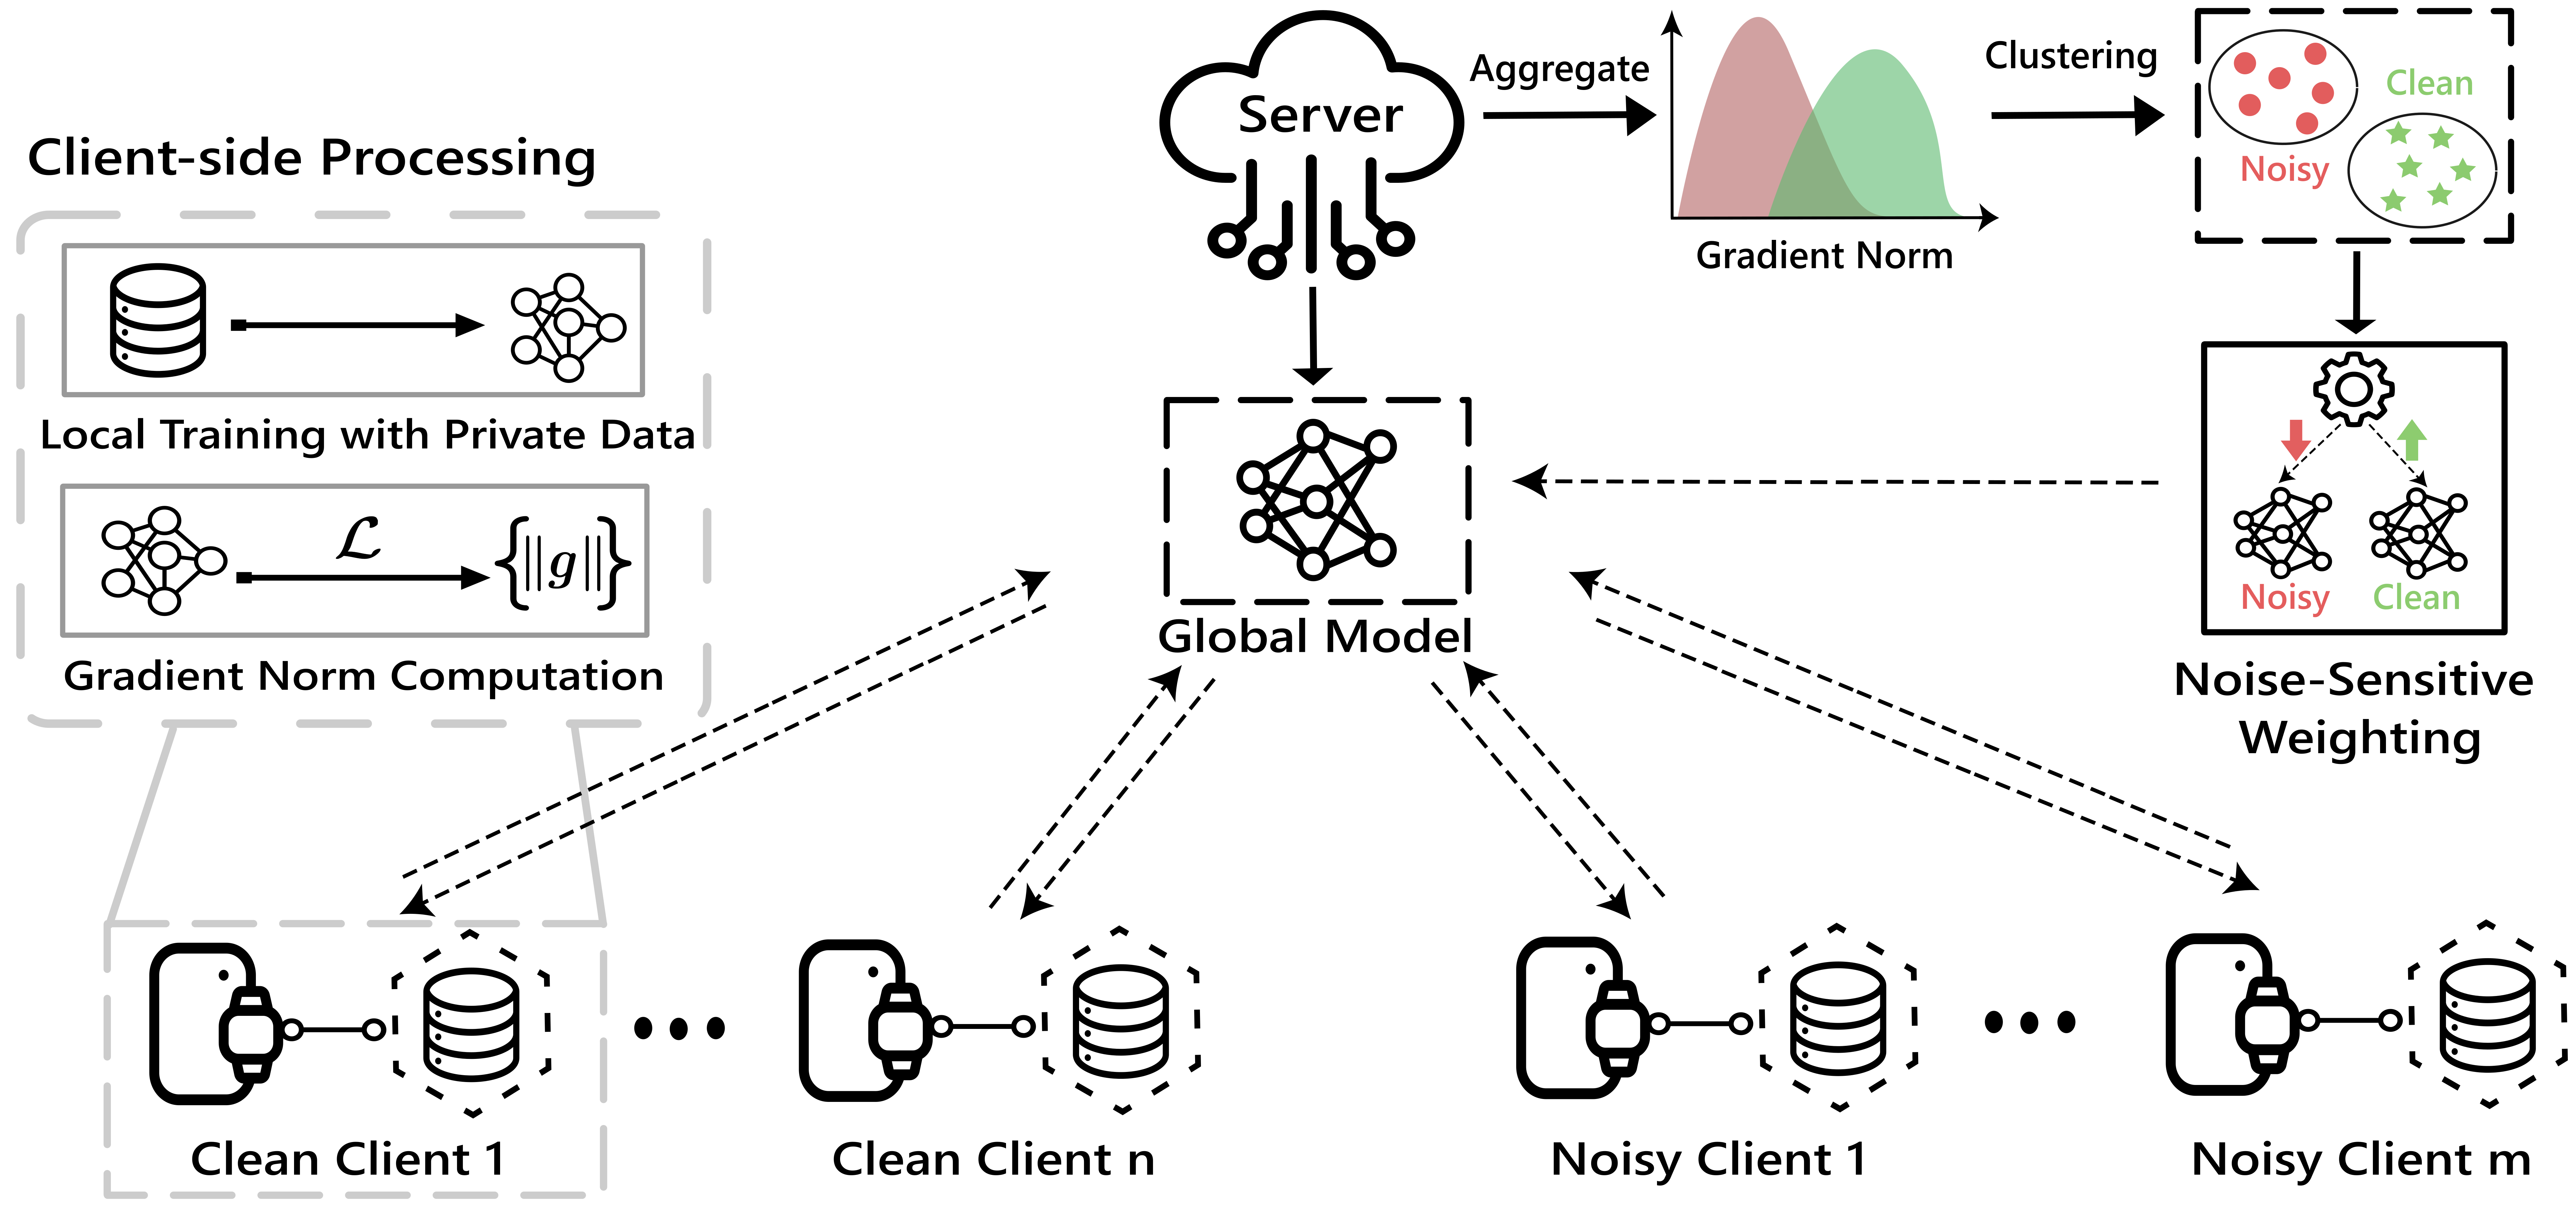 Client-side Processing
Local Training with Private Data
ℒ
{||g||}
Gradient Norm Computation
Server
Aggregate
Gradient Norm
Clustering
Clean
Noisy
Noisy
Clean
Noise-Sensitive
Weighting
Global Model
Clean Client 1
Clean Client n
Noisy Client 1
Noisy Client m